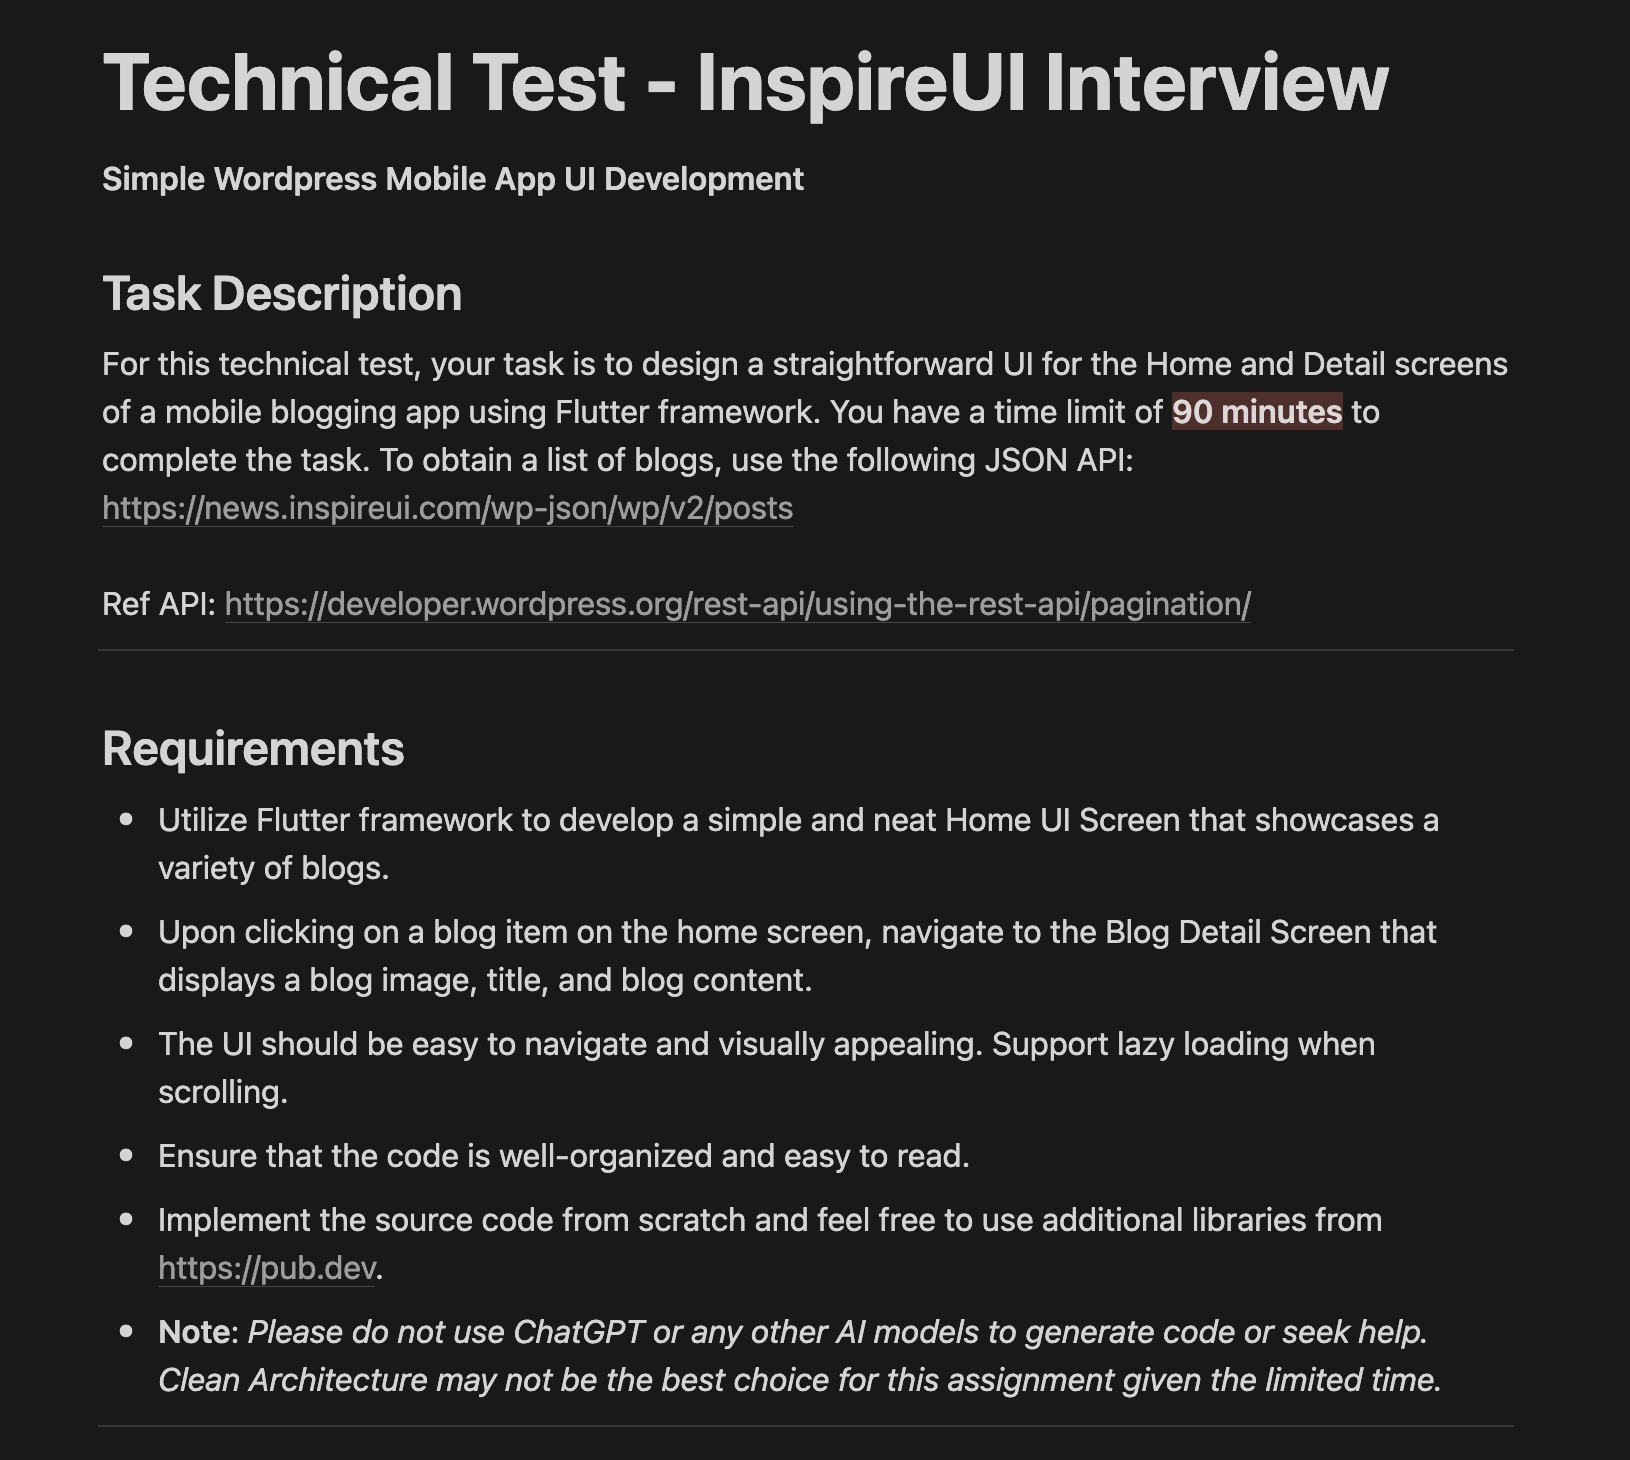 Technical Test - InspireUI Interview
Simple Wordpress Mobile App UI Development
Task Description
For this technical test, your task is to design a straightforward UI for the Home and Detail screens
of a mobile blogging app using Flutter framework. You have a time limit of 90 minutes to
complete the task. To obtain a list of blogs, use the following JSON API:
https://news.inspireui.com/wp-json/wp/v2/posts
Ref API: https://developer.wordpress.org/rest-api/using-the-rest-api/pagination/
Requirements
• Utilize Flutter framework to develop a simple and neat Home UI Screen that showcases a
variety of blogs.
• Upon clicking on a blog item on the home screen, navigate to the Blog Detail Screen that
displays a blog image, title, and blog content.
• The UI should be easy to navigate and visually appealing. Support lazy loading when
scrolling.
• Ensure that the code is well-organized and easy to read.
• Implement the source code from scratch and feel free to use additional libraries from
https://pub.dev.
• Note: Please do not use ChatGPT or any other AI models to generate code or seek help.
Clean Architecture may not be the best choice for this assignment given the limited time.